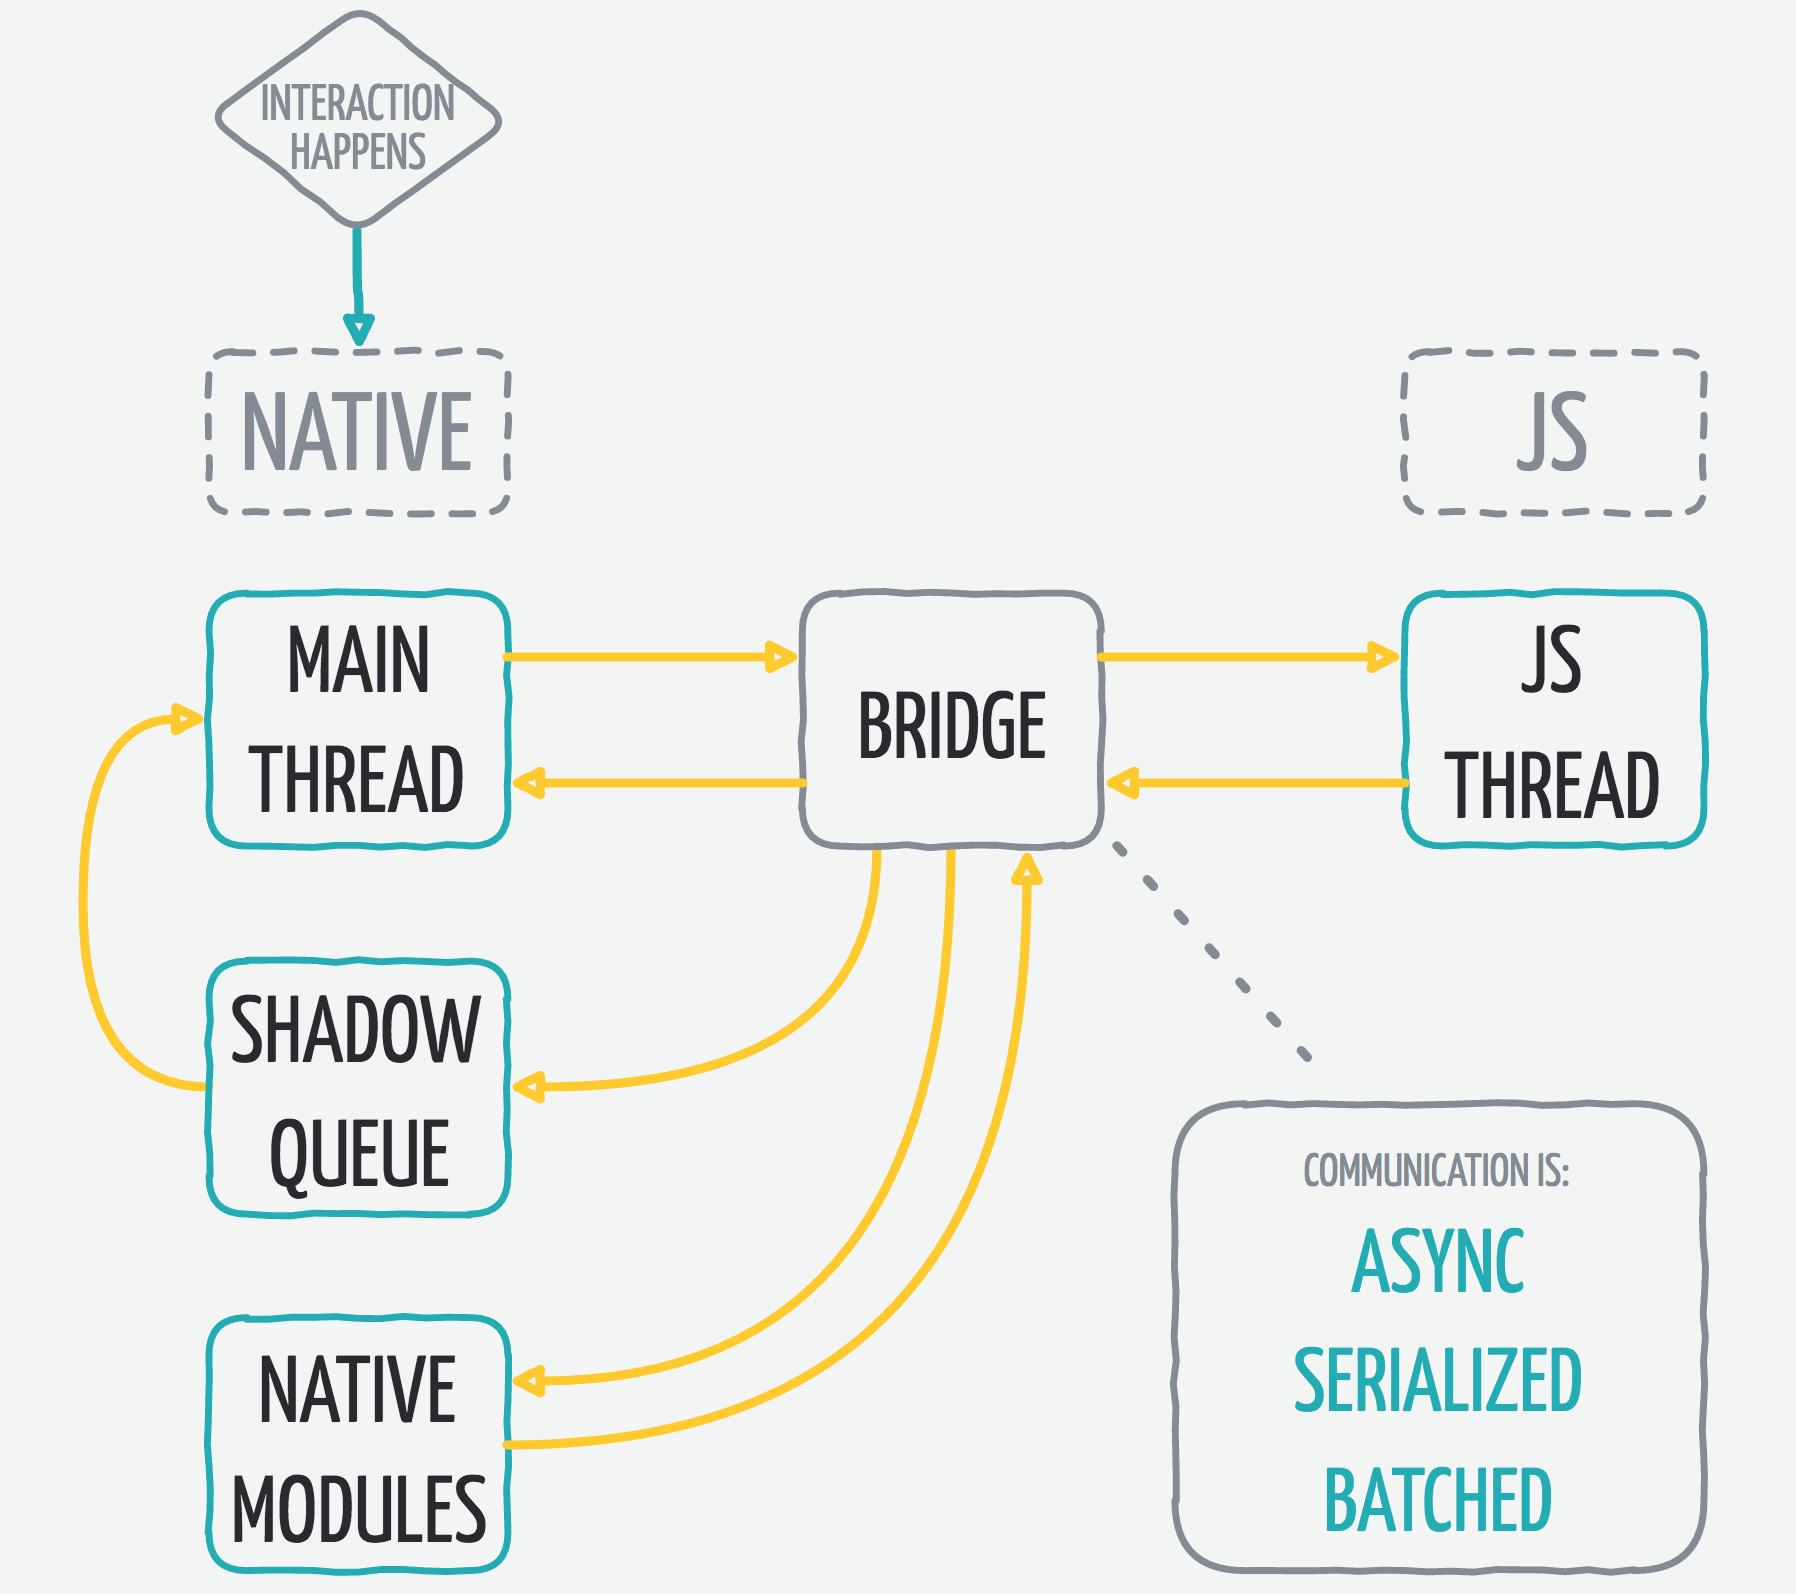 INTERACTION
HAPPENS
NATIVE
JS
MAIN
THREAD
BRIDGE
JS
THREAD
SHADOW
QUEUE
NATIVE
MODULES
COMMUNICATION IS:
ASYNC
SERIALIZED
BATCHED